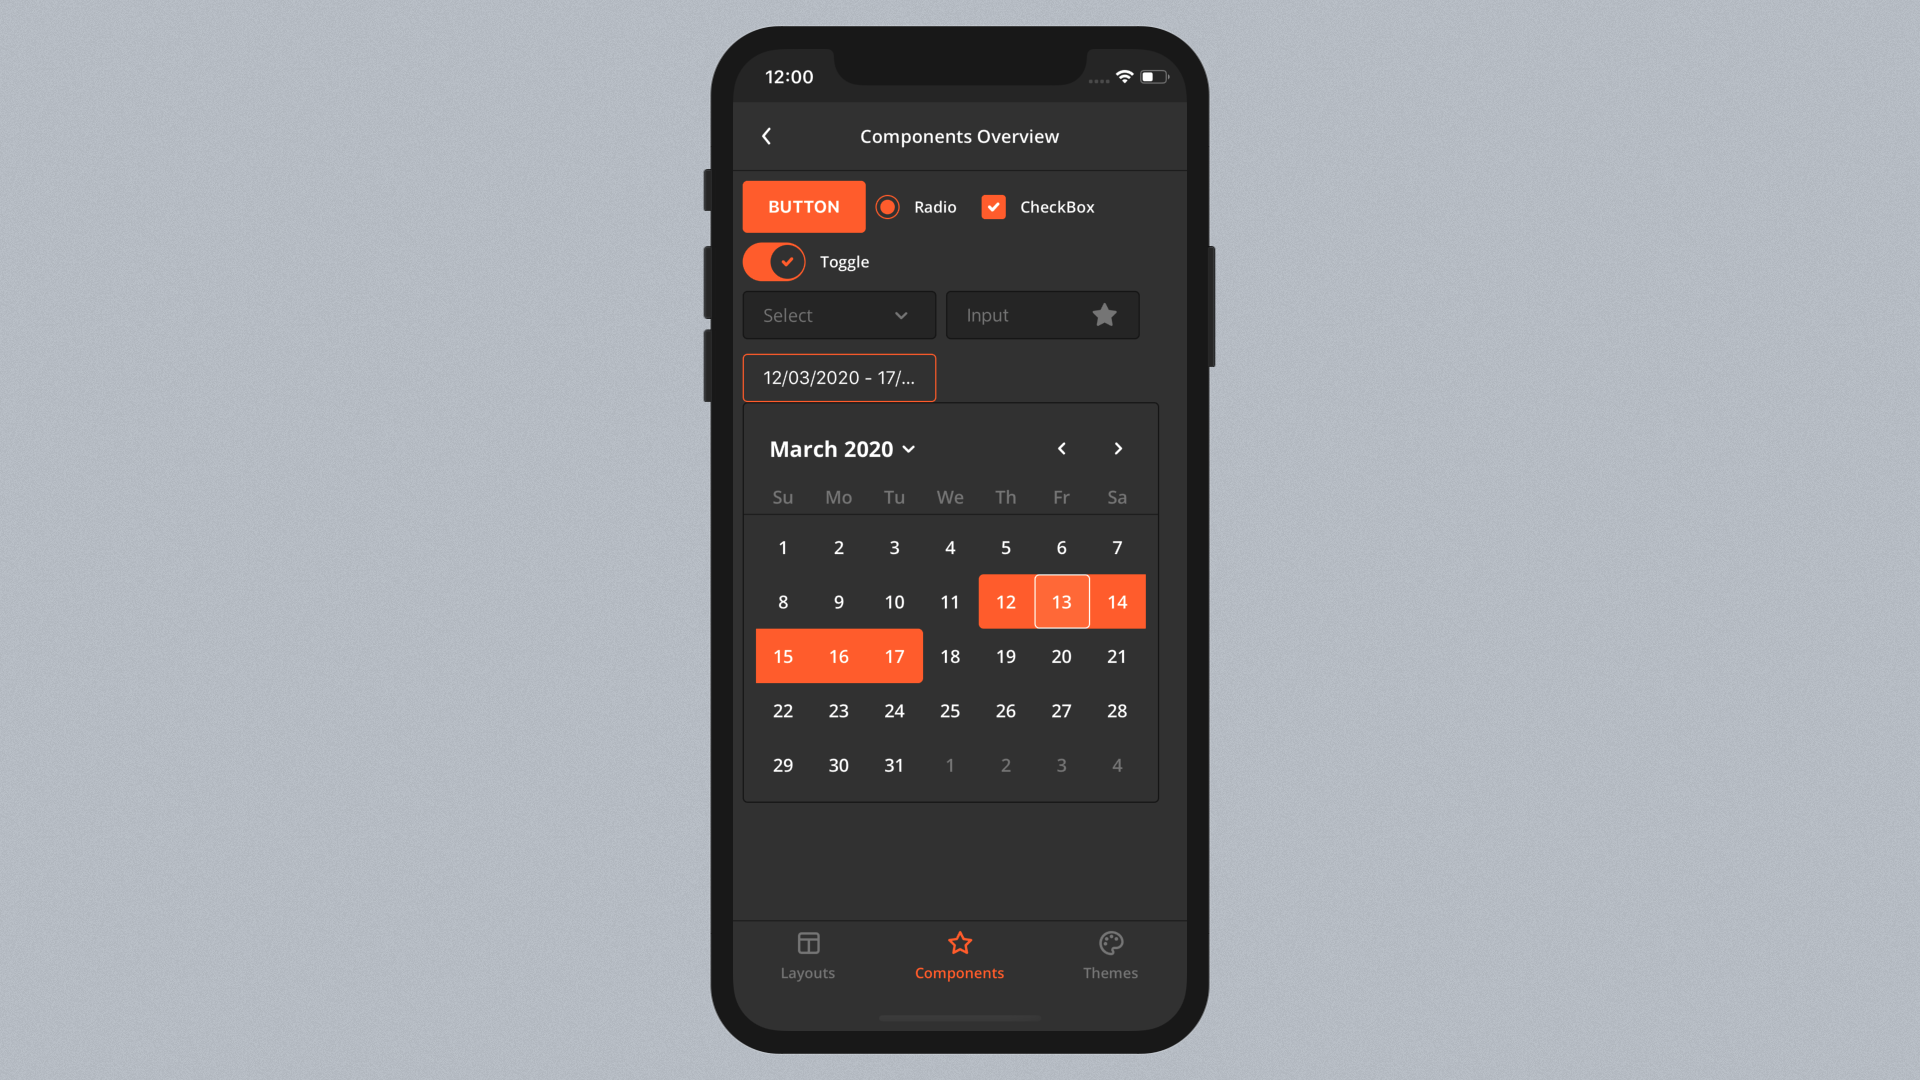 12:00
Components Overview
BUTTON Radio CheckBox
Toggle
Select Input
12/03/2020 - 17/...
March 2020
Su Mo Tu We Th Fr Sa
1 2 3 4 5 6 7
8 9 10 11 12 13 14
15 16 17 18 19 20 21
22 23 24 25 26 27 28
29 30 31 1 2 3 4
Layouts Components Themes